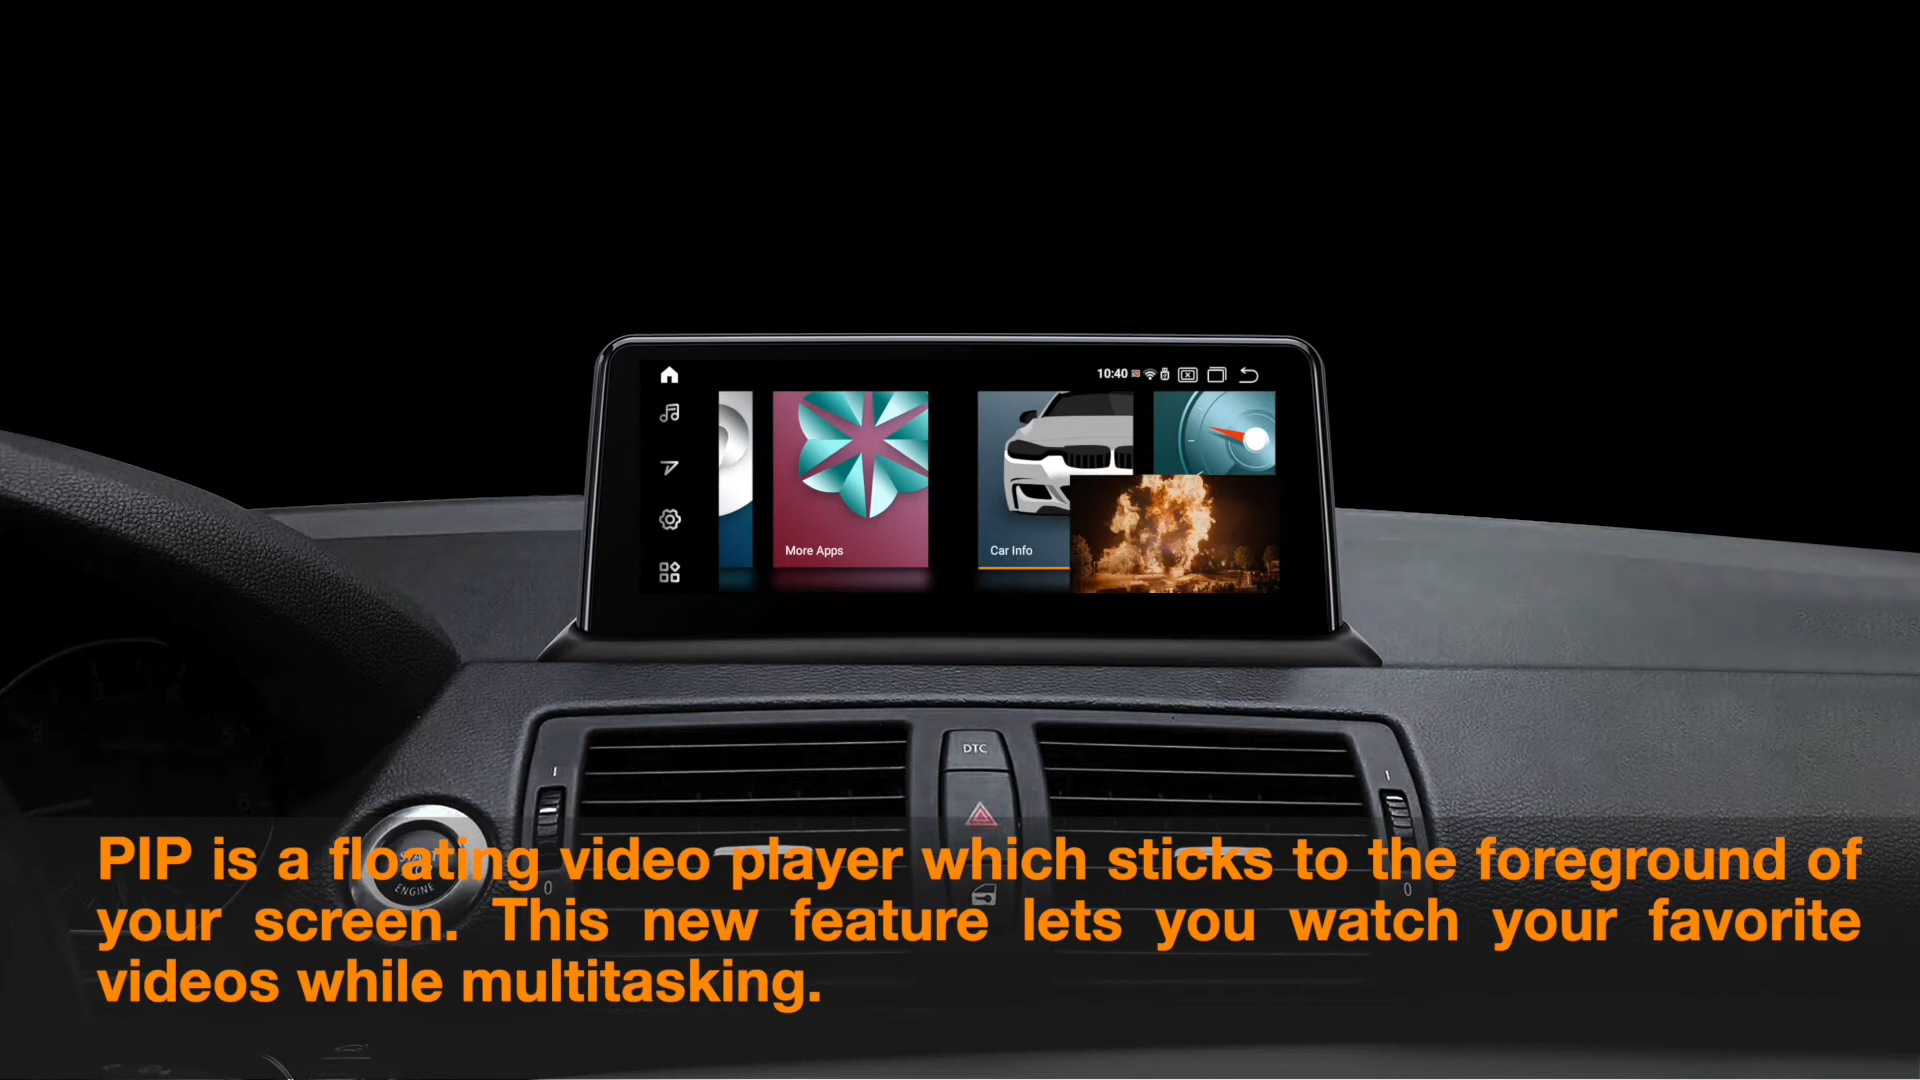 10:40
More Apps
Car Info
DTC
ENGINE
PIP is a floating video player which sticks to the foreground of
your screen. This new feature lets you watch your favorite
videos while multitasking.